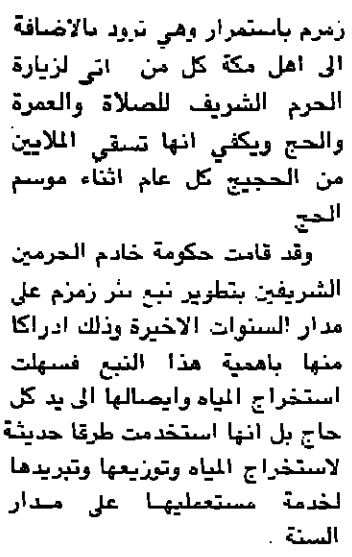 زمزم باستمرار وهي تزود بالاضافة
الى اهل مكة كل من اتى لزيارة
الحرم الشريف للصلاة والعمرة
والحج ويكفي انها تسقي الملايين
من الحجيج كل عام اثناء موسم
الحج
وقد قامت حكومة خادم الحرمين
الشريفين بتطوير نبع بئر زمزم على
مدار السنوات الاخيرة وذلك ادراكا
منها باهمية هذا النبع فسهلت
استخراج المياه وايصالها الى يد كل
حاج بل انها استخدمت طرقا حديثة
لاستخراج المياه وتوزيعها وتبريدها
لخدمة مستعمليها على مدار
السنة .